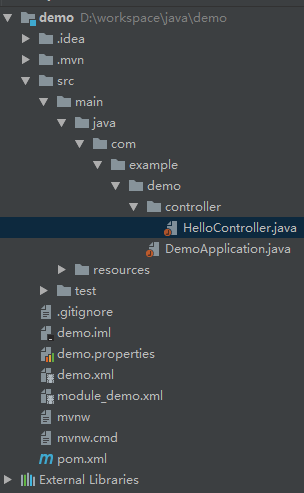 demo D:\workspace\java\demo
.idea
.mvn
src
main
java
com
example
demo
controller
HelloController.java
DemoApplication.java
resources
test
.gitignore
demo.iml
demo.properties
demo.xml
module_demo.xml
mvnw
mvnw.cmd
pom.xml
External Libraries